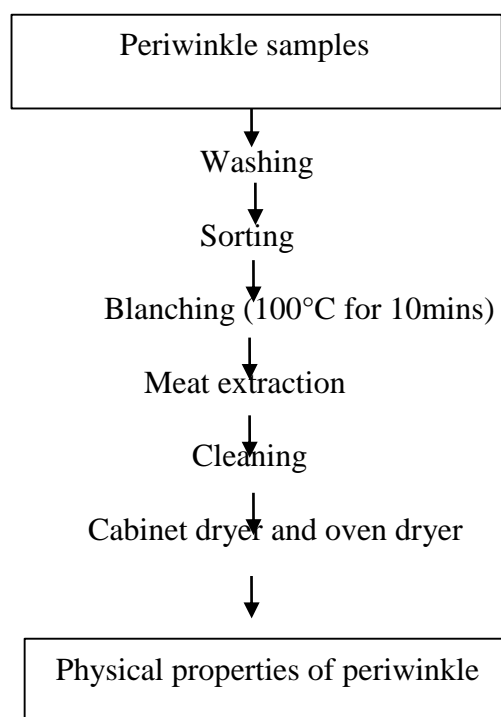 Periwinkle samples
Washing
Sorting
Blanching (100°C for 10mins)
Meat extraction
Cleaning
Cabinet dryer and oven dryer
Physical properties of periwinkle